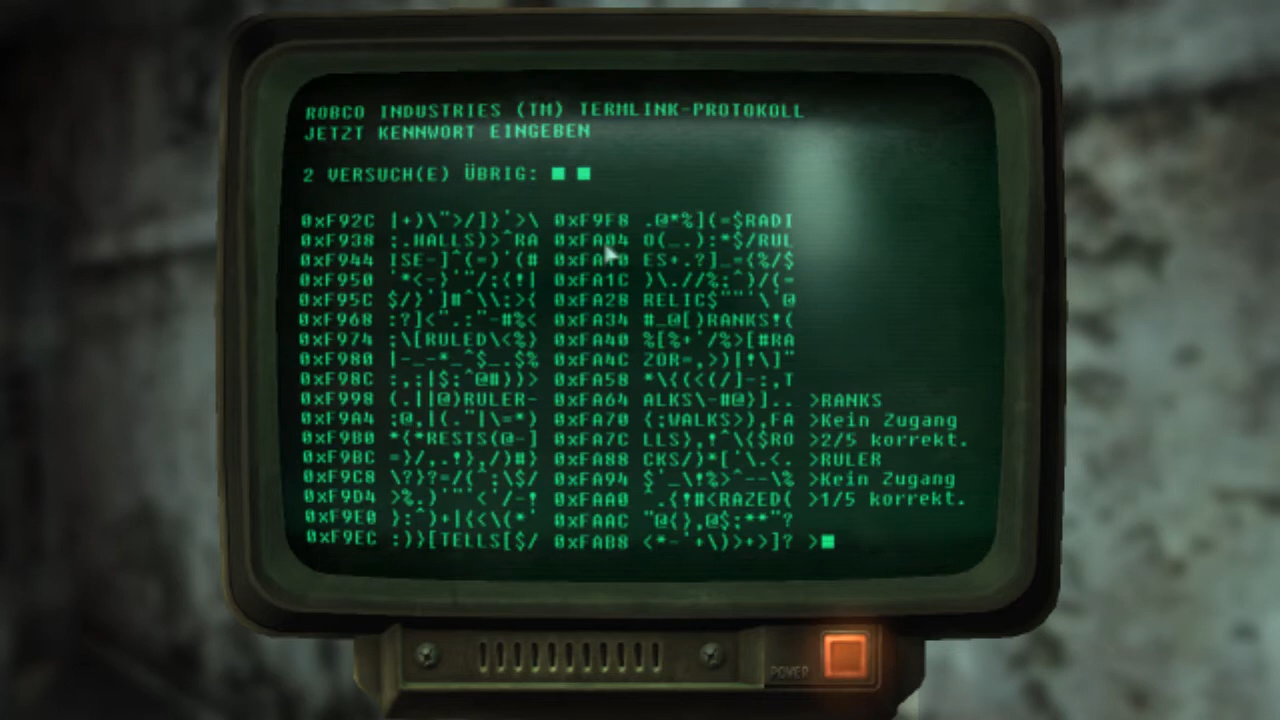 ROBCO INDUSTRIES (TM) TERMLINK-PROTOKOLL
JETZT KENNWORT EINGEBEN
2 VERSUCH(E) ÜBRIG: ■ ■
0xF92C |+)\">/]}'>\ 0xF9F8 .@*%](=$RADI
0xF938 ;.HALLS)>^RA 0xFA04 O(_.):*$/RUL
0xF944 ISE-]^(=)'(# ES+.?]_={%/$
0xF950 '*<-}'"/:{!| 0xFA1C )\.//%:^)/(=
0xF95C $/}']#^\\;>{ 0xFA28 RELIC$""'\'@
0xF968 :?]<".:"-#%< 0xFA34 #_@[)RANKS!(
0xF974 ;\[RULED\<%} 0xFA40 %[%+'/%>[#RA
0xF980 |-_-*_^$_.$% 0xFA4C ZOR=,>)|!\]"
0xF98C :,;|$:^@#))> 0xFA58 *\{(<(/]-:,T
0xF998 (.||@)RULER- 0xFA64 ALKS\-#@}].. >RANKS
0xF9A4 :@,|(."|\=*) 0xFA70 {;WALKS>),FA >Kein Zugang
0xF9B0 *{*RESTS(@-] 0xFA7C LLS},!^\{$RO >2/5 korrekt.
0xF9BC =}/,.!},/)#} 0xFA88 CKS/)*['\.<. >RULER
0xF9C8 \?}?=/(^:\$/ 0xFA94 $'_\!%>^--\% >Kein Zugang
0xF9D4 >%.)'"'<'/-! 0xFAA0 ^.{!#<RAZED( >1/5 korrekt.
0xF9E0 ):^)+|{<\(*' 0xFAAC "@{},@$;**"?
0xF9EC :)}[TELLS[$/ 0xFAB8 <*-'+\)>+>]? >■
POWER